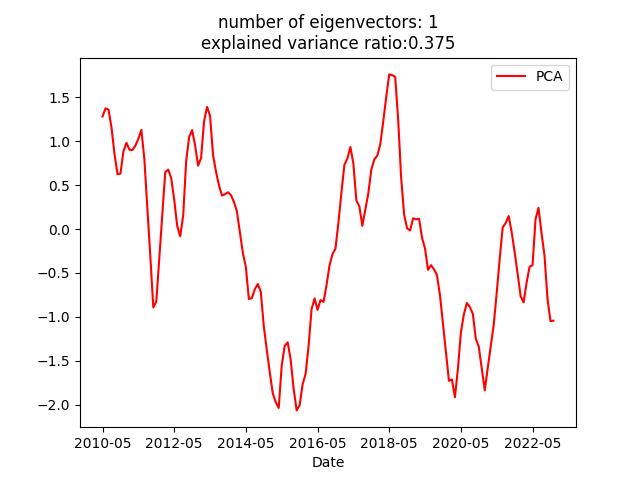 number of eigenvectors: 1
explained variance ratio:0.375
PCA
1.5
1.0
0.5
0.0
−0.5
−1.0
−1.5
−2.0
2010-05 2012-05 2014-05 2016-05 2018-05 2020-05 2022-05
Date